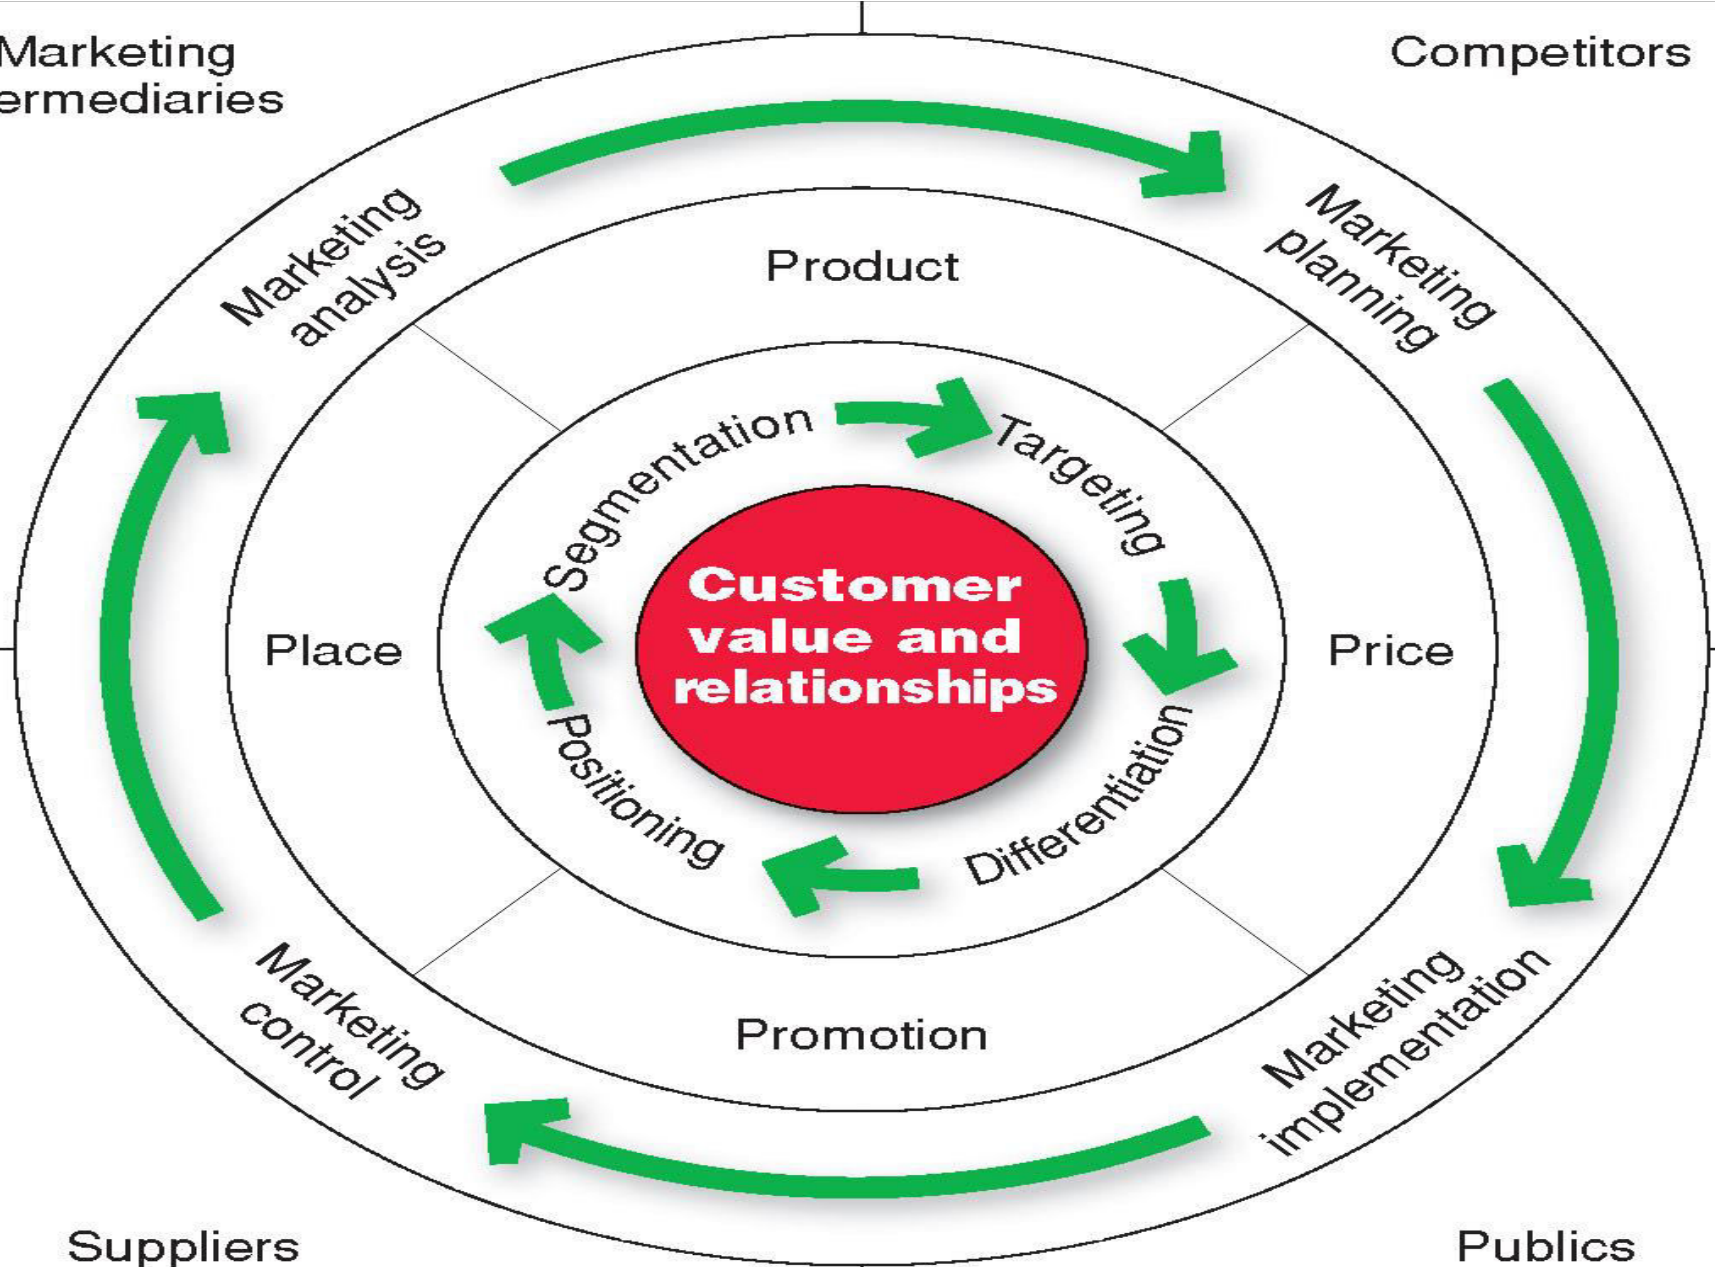 Marketing
ermediaries
Competitors
Marketing
analysis
Marketing
planning
Product
Segmentation
Targeting
Customer
value and
relationships
Place
Price
Positioning
Differentiation
Promotion
Marketing
control
Marketing
implementation
Suppliers
Publics